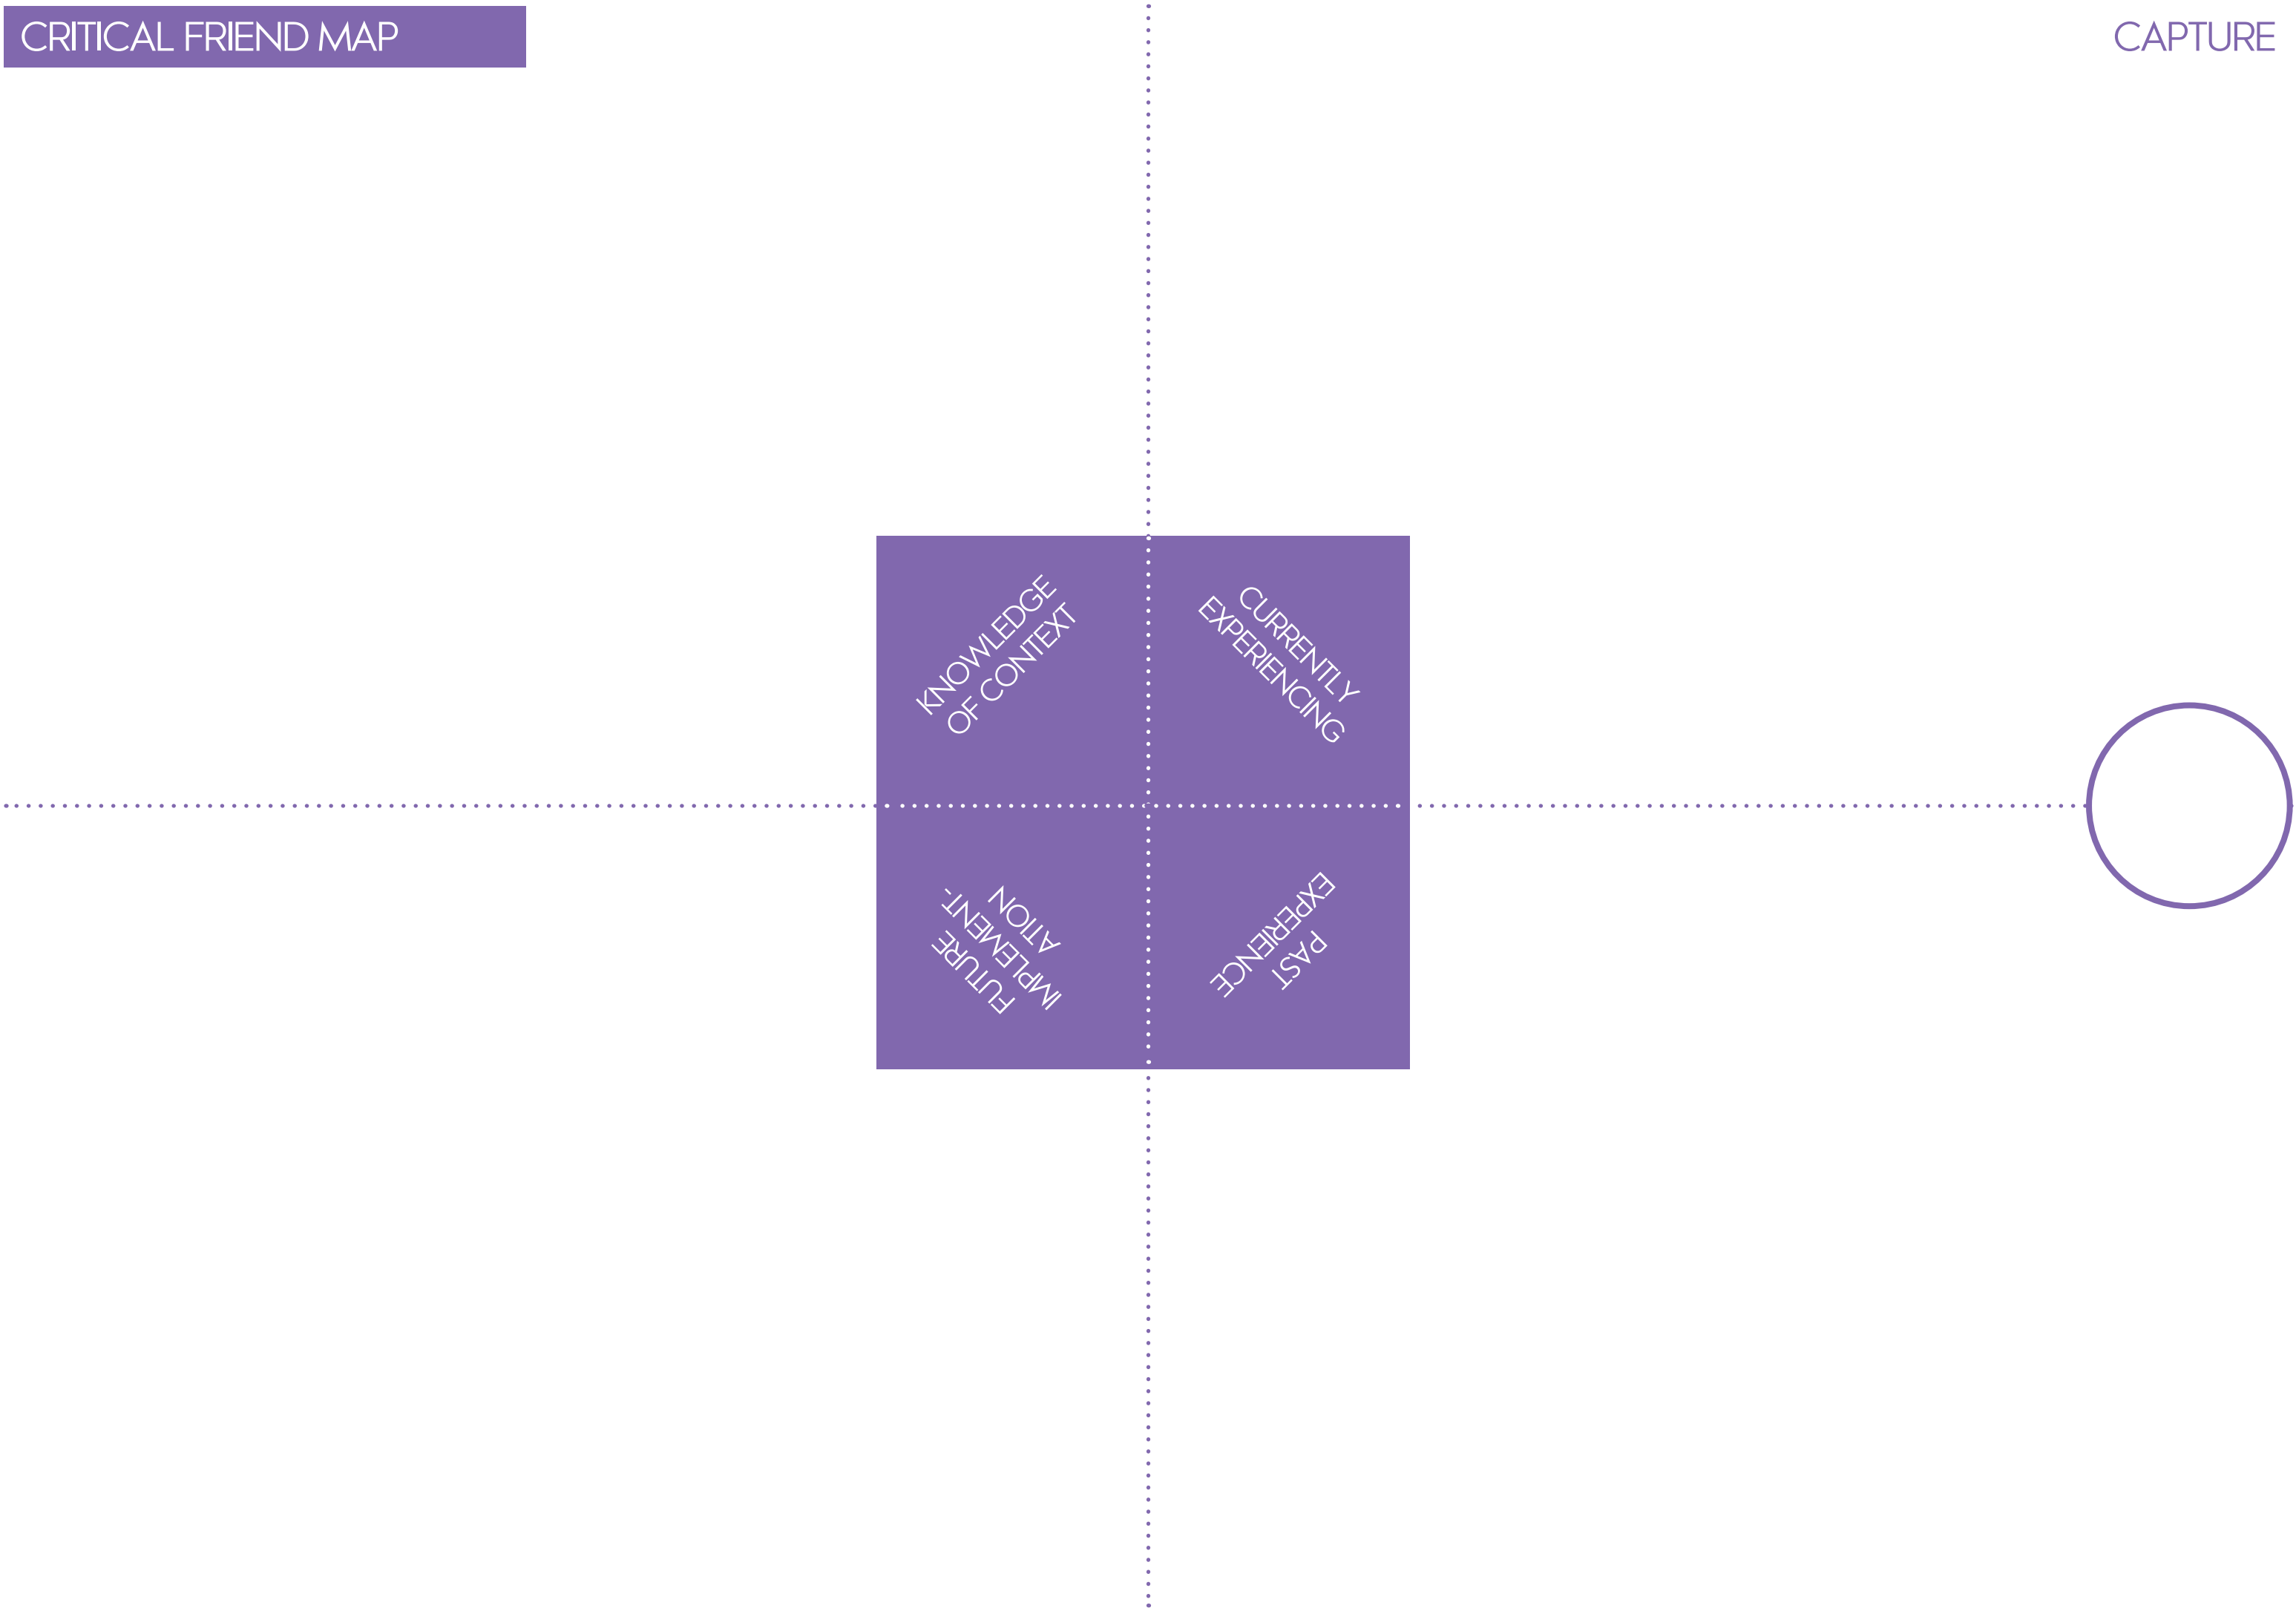 CRITICAL FRIEND MAP
CAPTURE
KNOWLEDGE
OF CONTEXT
CURRENTLY
EXPERIENCING
FUTURE
IMPLEMENT-
ATION
PAST
EXPERIENCE